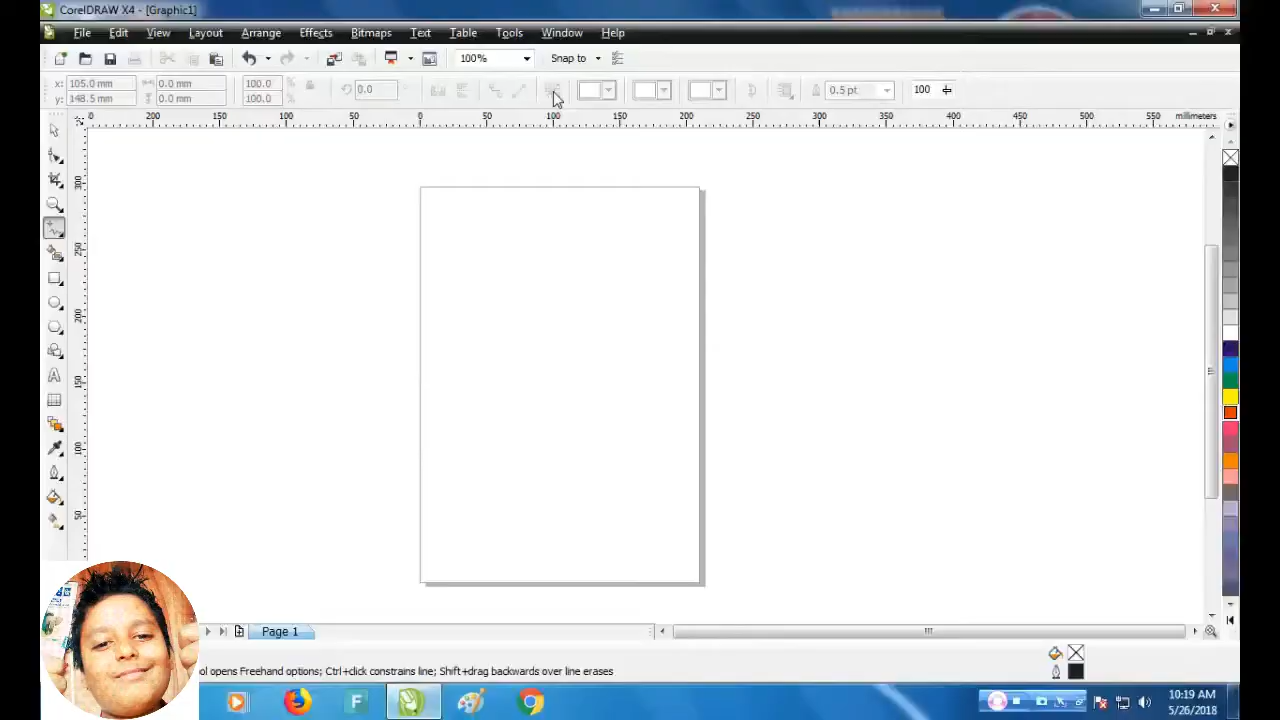 CorelDRAW X4 - [Graphic1]
File Edit View Layout Arrange Effects Bitmaps Text Table Tools Window Help
100% Snap to
x: 105.0 mm 0.0 mm 100.0 % 0.0 0.5 pt 100
y: 148.5 mm 0.0 mm 100.0 %
0 200 150 100 50 0 50 100 150 200 250 300 350 400 450 500 550 millimeters
300
250
200
150
100
50
Page 1
ol opens Freehand options; Ctrl+click constrains line; Shift+drag backwards over line erases
F
10:19 AM
5/26/2018